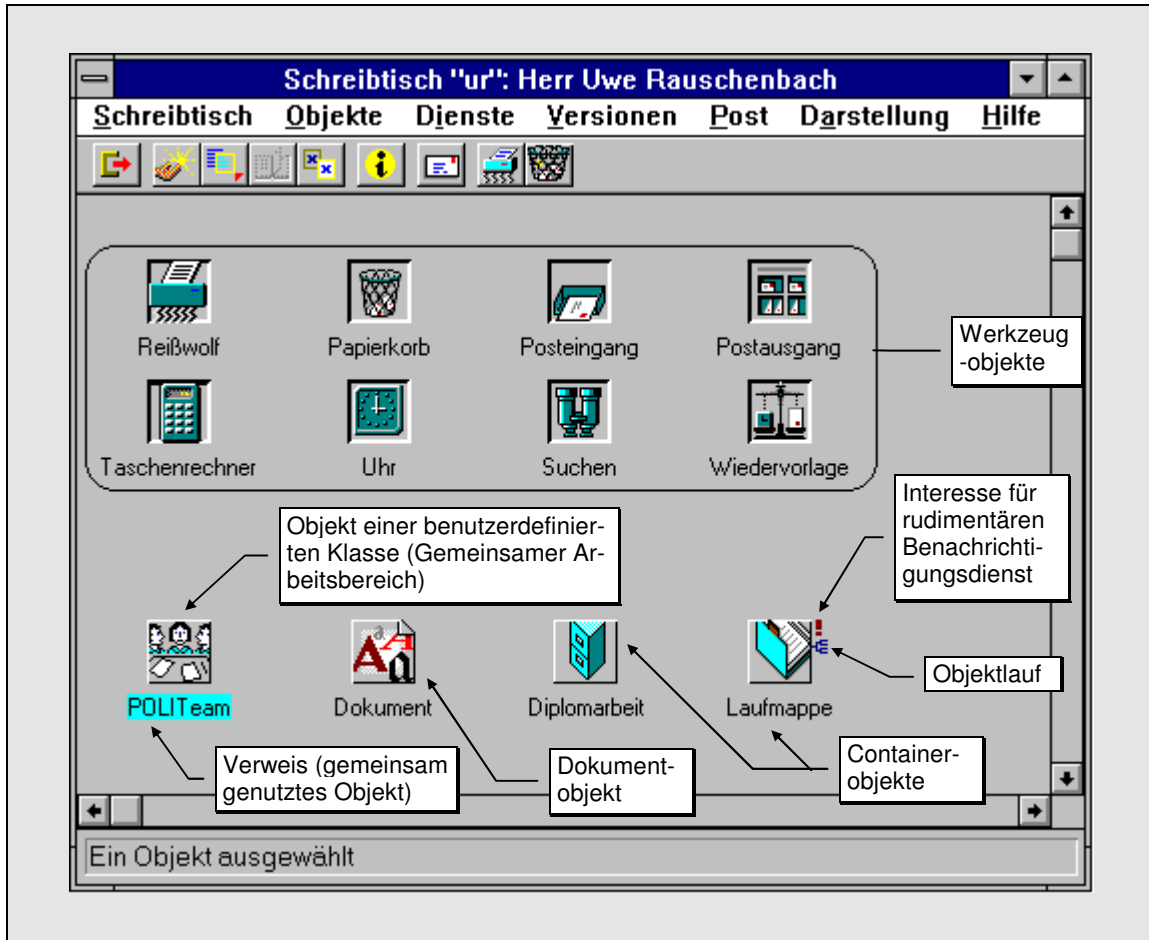 Schreibtisch "ur": Herr Uwe Rauschenbach
Schreibtisch Objekte Dienste Versionen Post Darstellung Hilfe
Reißwolf Papierkorb Posteingang Postausgang
Werkzeug
-objekte
Taschenrechner Uhr Suchen Wiedervorlage
Objekt einer benutzerdefinier-
ten Klasse (Gemeinsamer Ar-
beitsbereich)
Interesse für
rudimentären
Benachrichti-
gungsdienst
Objektlauf
POLITeam Dokument Diplomarbeit Laufmappe
Verweis (gemeinsam
genutztes Objekt)
Dokument-
objekt
Container-
objekte
Ein Objekt ausgewählt